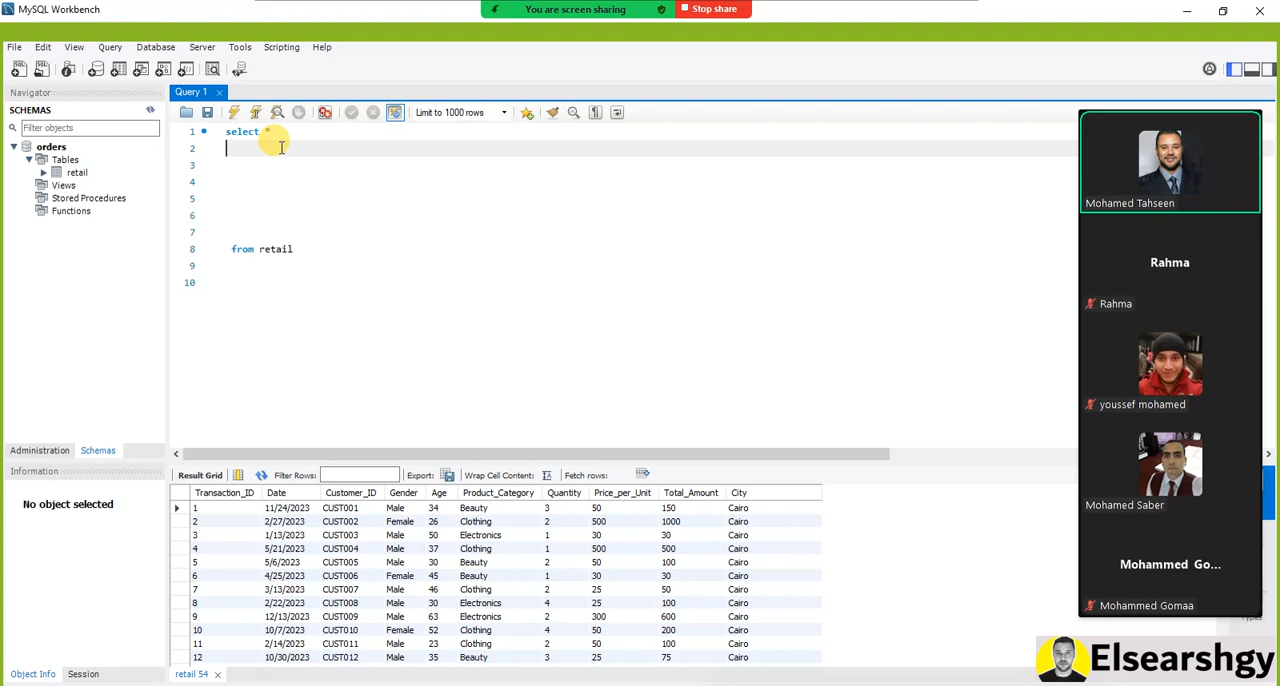 MySQL Workbench
You are screen sharing
Stop share
File Edit View Query Database Server Tools Scripting Help
Navigator
SCHEMAS
Filter objects
orders
Tables
retail
Views
Stored Procedures
Functions
Administration Schemas
Information
No object selected
Object Info Session
Query 1
Limit to 1000 rows
1 select *
2
3
4
5
6
7
8 from retail
9
10
Result Grid Filter Rows: Export: Wrap Cell Content: Fetch rows:
Transaction_ID Date Customer_ID Gender Age Product_Category Quantity Price_per_Unit Total_Amount City
1 11/24/2023 CUST001 Male 34 Beauty 3 50 150 Cairo
2 2/27/2023 CUST002 Female 26 Clothing 2 500 1000 Cairo
3 1/13/2023 CUST003 Male 50 Electronics 1 30 30 Cairo
4 5/21/2023 CUST004 Male 37 Clothing 1 500 500 Cairo
5 5/6/2023 CUST005 Male 30 Beauty 2 50 100 Cairo
6 4/25/2023 CUST006 Female 45 Beauty 1 30 30 Cairo
7 3/13/2023 CUST007 Male 46 Clothing 2 25 50 Cairo
8 2/22/2023 CUST008 Male 30 Electronics 4 25 100 Cairo
9 12/13/2023 CUST009 Male 63 Electronics 2 300 600 Cairo
10 10/7/2023 CUST010 Female 52 Clothing 4 50 200 Cairo
11 2/14/2023 CUST011 Male 23 Clothing 2 50 100 Cairo
12 10/30/2023 CUST012 Male 35 Beauty 3 25 75 Cairo
retail 54
Mohamed Tahseen
Rahma
Rahma
youssef mohamed
Mohamed Saber
Mohammed Go...
Mohammed Gomaa
Types
Elsearshgy